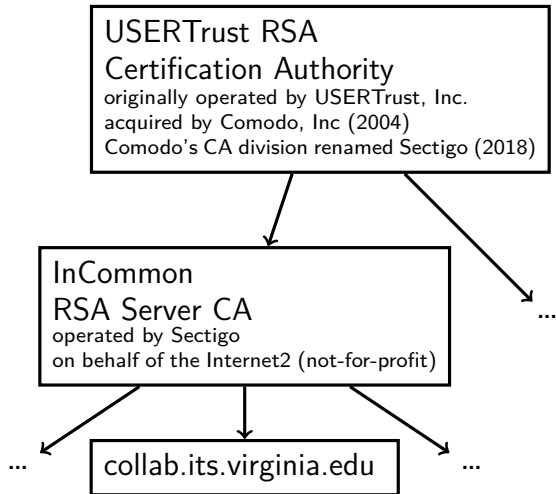 USERTrust RSA
Certification Authority
originally operated by USERTrust, Inc.
acquired by Comodo, Inc (2004)
Comodo's CA division renamed Sectigo (2018)
InCommon
RSA Server CA
operated by Sectigo
on behalf of the Internet2 (not-for-profit)
...
...
collab.its.virginia.edu
...